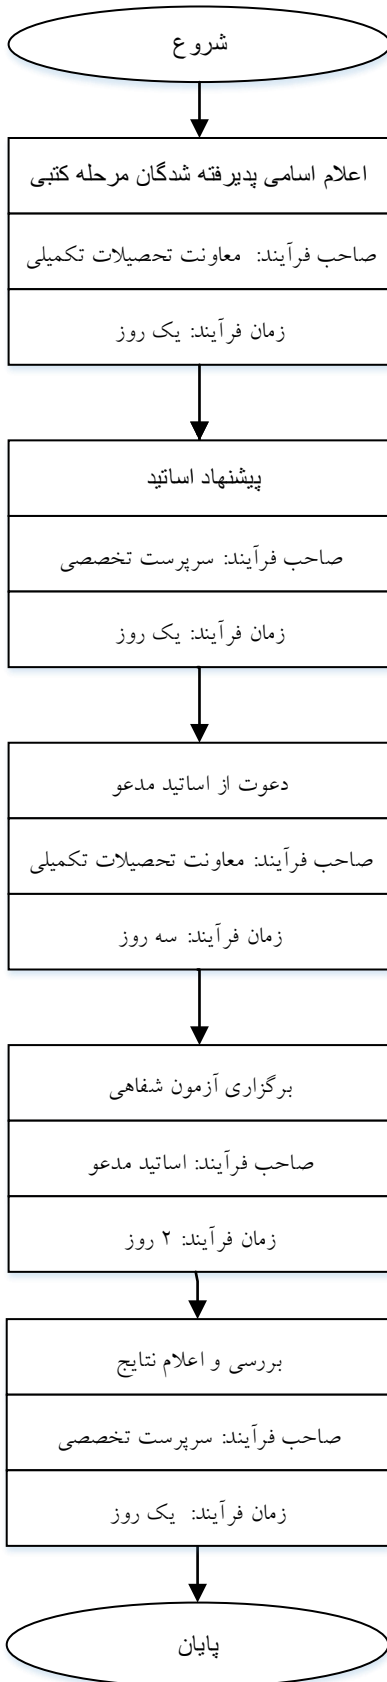 شروع
اعلام اسامی پدیرفته شدگان مرحله کتبی
صاحب فرآیند: معاونت تحصیلات تکمیلی
زمان فرآیند: یک روز
پیشنهاد اساتید
صاحب فرآیند: سرپرست تخصصی
زمان فرآیند: یک روز
دعوت از اساتید مدعو
صاحب فرآیند: معاونت تحصیلات تکمیلی
زمان فرآیند: سه روز
برگزاری آزمون شفاهی
صاحب فرآیند: اساتید مدعو
زمان فرآیند: ۲ روز
بررسی و اعلام نتایج
صاحب فرآیند: سرپرست تخصصی
زمان فرآیند: یک روز
پایان